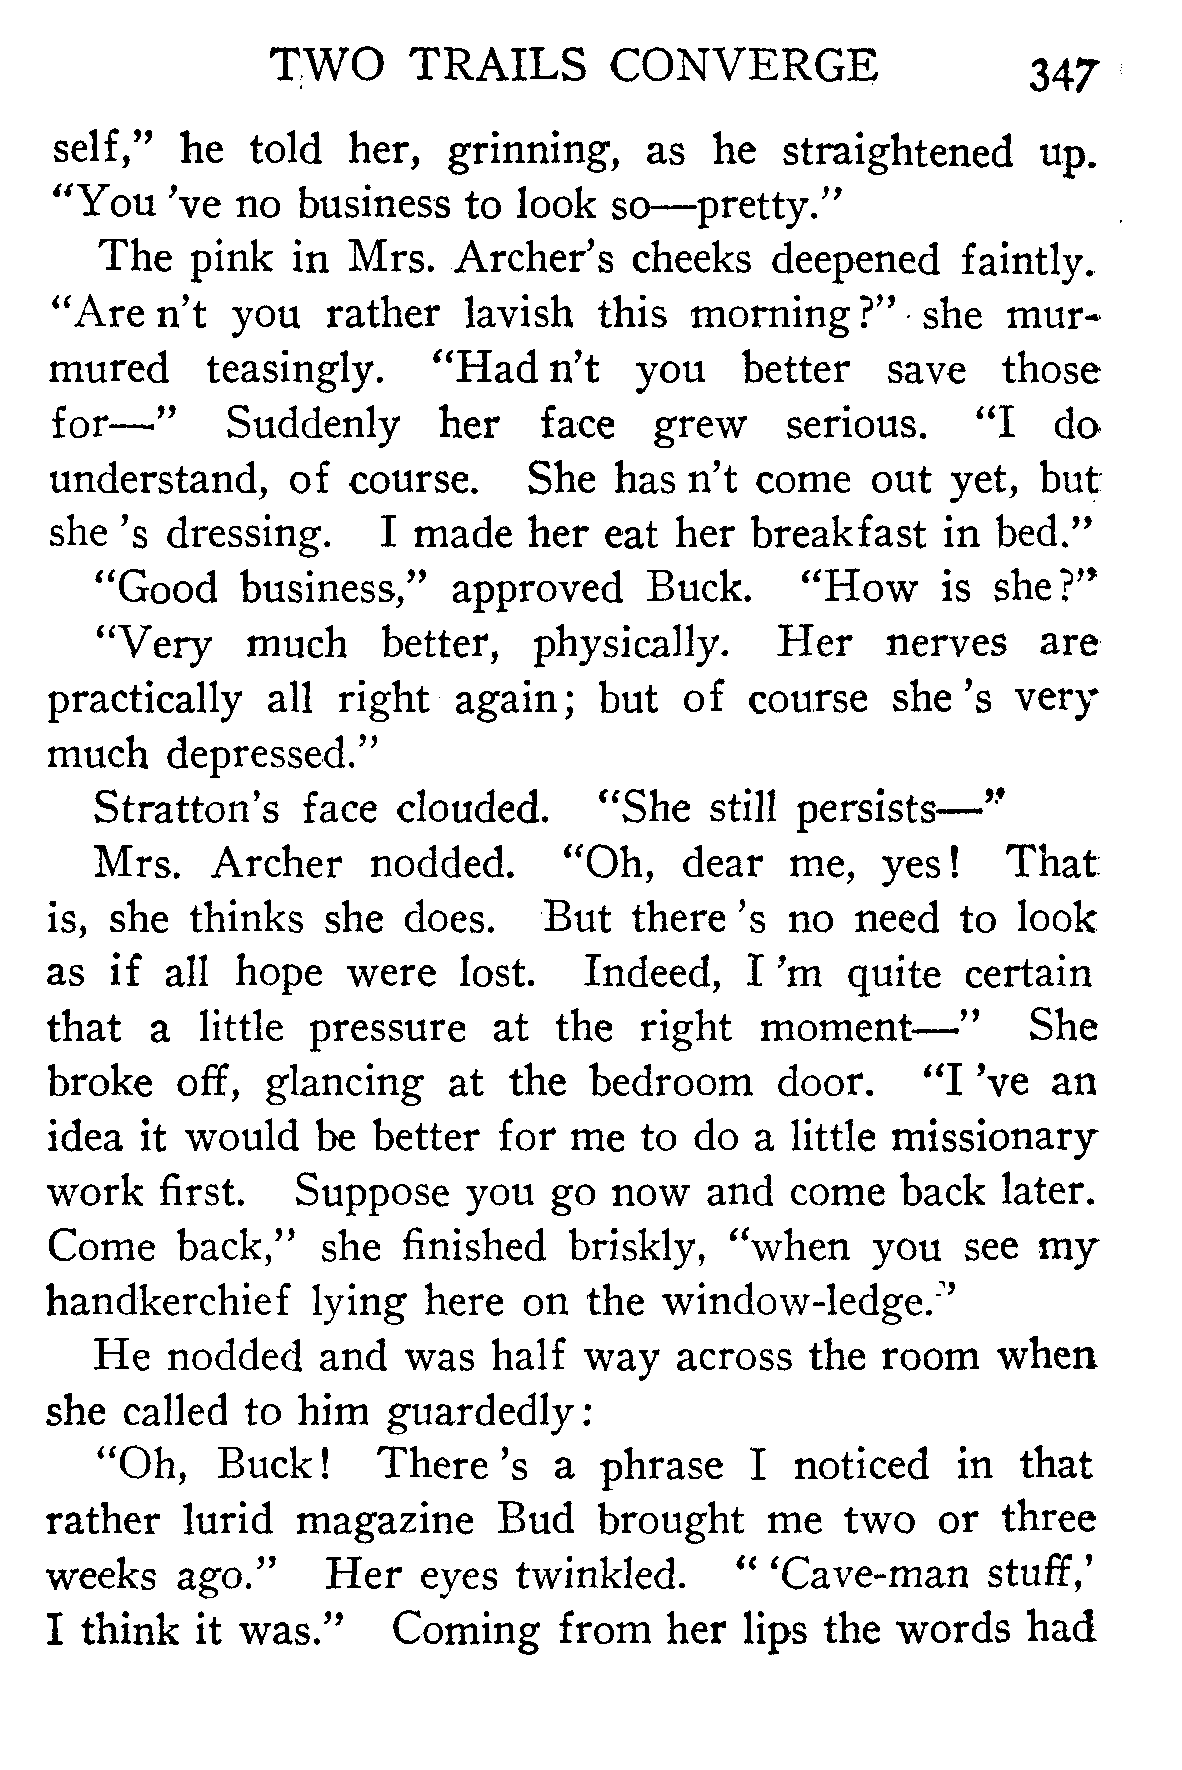 TWO TRAILS CONVERGE 347
self," he told her, grinning, as he straightened up.
"You 've no business to look so—pretty."
The pink in Mrs. Archer's cheeks deepened faintly.
"Are n't you rather lavish this morning?" she mur-
mured teasingly. "Had n't you better save those
for—" Suddenly her face grew serious. "I do
understand, of course. She has n't come out yet, but
she 's dressing. I made her eat her breakfast in bed."
"Good business," approved Buck. "How is she?"
"Very much better, physically. Her nerves are
practically all right again; but of course she 's very
much depressed."
Stratton's face clouded. "She still persists—"
Mrs. Archer nodded. "Oh, dear me, yes! That
is, she thinks she does. But there 's no need to look
as if all hope were lost. Indeed, I 'm quite certain
that a little pressure at the right moment—" She
broke off, glancing at the bedroom door. "I 've an
idea it would be better for me to do a little missionary
work first. Suppose you go now and come back later.
Come back," she finished briskly, "when you see my
handkerchief lying here on the window-ledge."
He nodded and was half way across the room when
she called to him guardedly:
"Oh, Buck! There 's a phrase I noticed in that
rather lurid magazine Bud brought me two or three
weeks ago." Her eyes twinkled. " 'Cave-man stuff,'
I think it was." Coming from her lips the words had